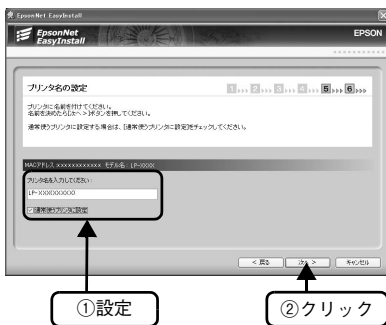 EpsonNet EasyInstall
EpsonNet
EasyInstall
EPSON
プリンタ名の設定
1 2 3 4 5 6
プリンタに名前を付けてください。
名前を決めたら[次へ >]ボタンを押してください。
通常使うプリンタに設定する場合は、[通常使うプリンタに設定]をチェックしてください。
MACアドレス xxxxxxxxxxxx モデル名: LP-XXXX
プリンタ名を入力してください:
LP-XXXXXXXXXX
通常使うプリンタに設定
< 戻る 次へ > キャンセル
①設定 ②クリック